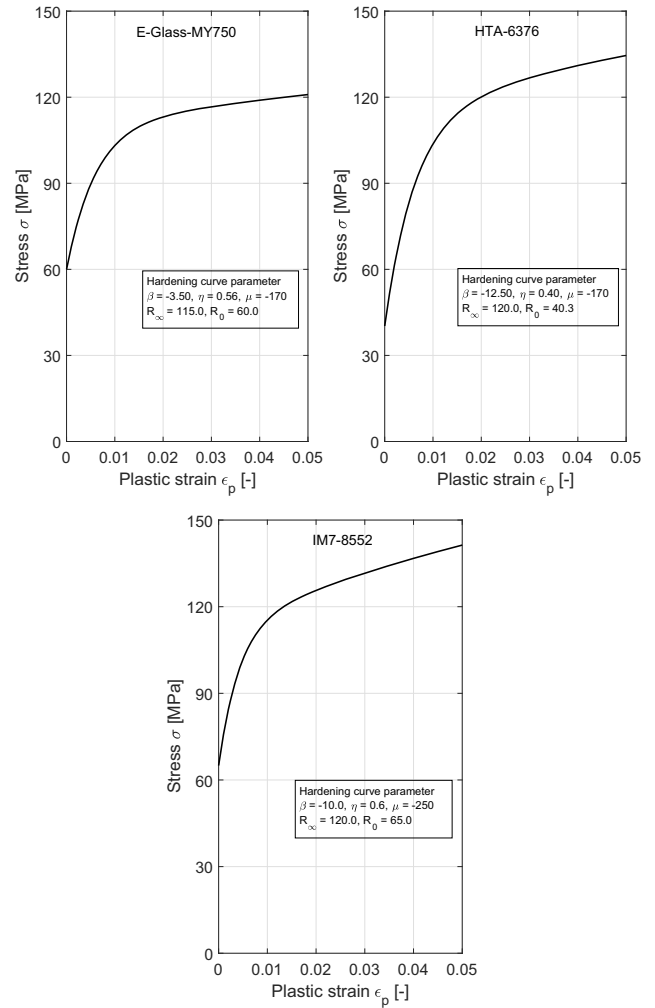 E-Glass-MY750
150
120
90
60
30
0
Stress σ [MPa]
Hardening curve parameter
β = -3.50, η = 0.56, μ = -170
R∞ = 115.0, R0 = 60.0
0 0.01 0.02 0.03 0.04 0.05
Plastic strain ϵp [-]
HTA-6376
150
120
90
60
30
0
Stress σ [MPa]
Hardening curve parameter
β = -12.50, η = 0.40, μ = -170
R∞ = 120.0, R0 = 40.3
0 0.01 0.02 0.03 0.04 0.05
Plastic strain ϵp [-]
IM7-8552
150
120
90
60
30
0
Stress σ [MPa]
Hardening curve parameter
β = -10.0, η = 0.6, μ = -250
R∞ = 120.0, R0 = 65.0
0 0.01 0.02 0.03 0.04 0.05
Plastic strain ϵp [-]